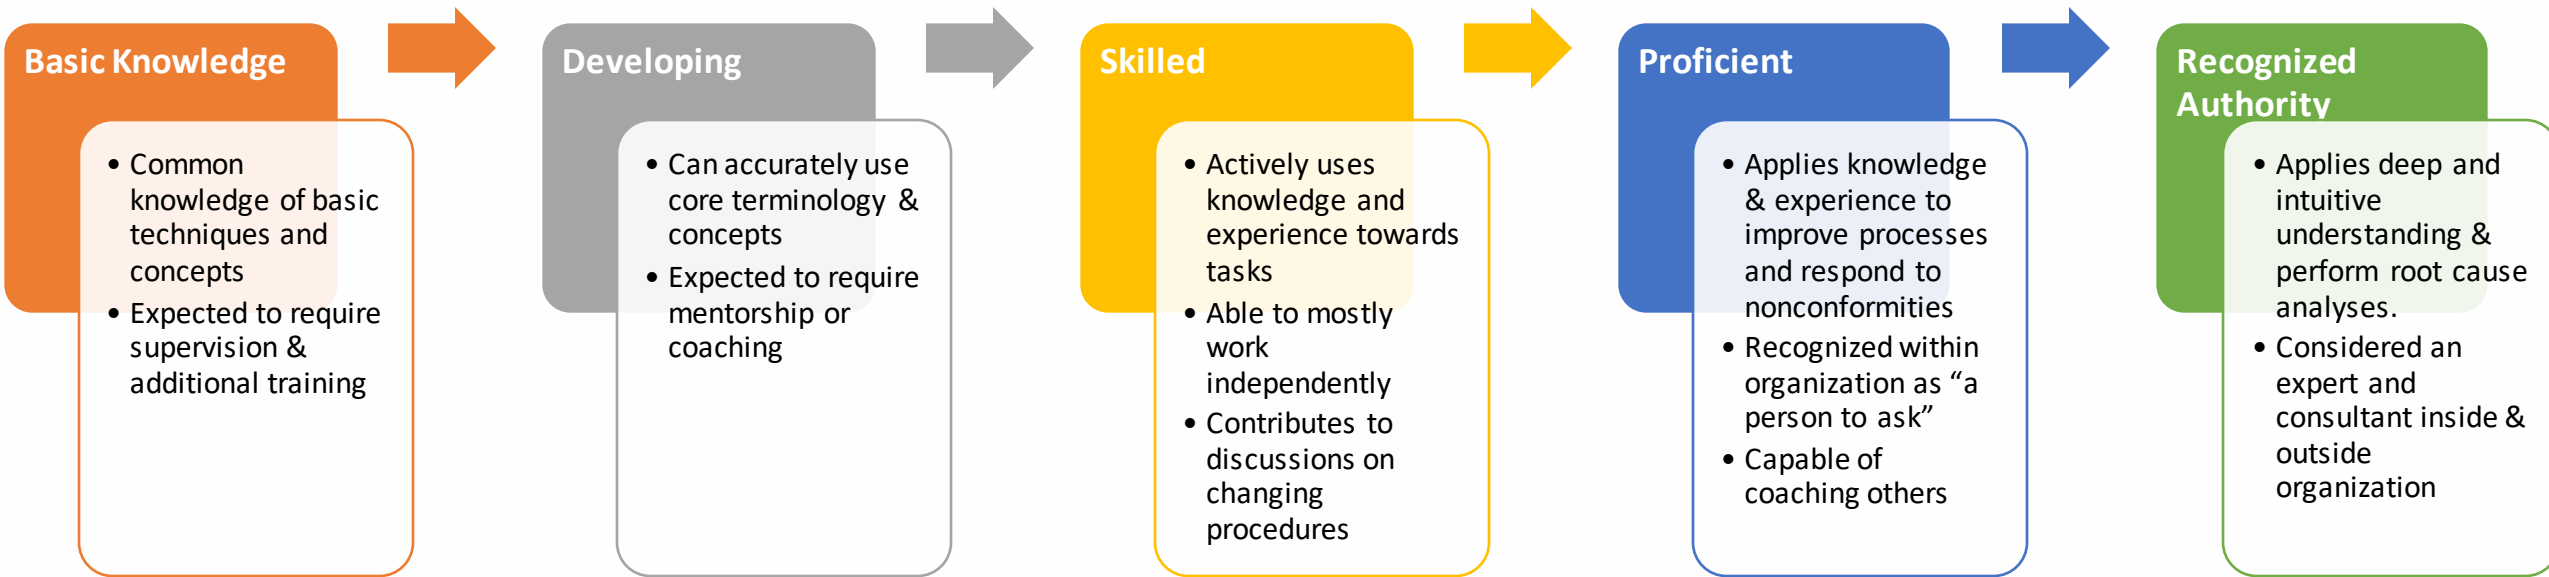 Basic Knowledge
• Common
knowledge of basic
techniques and
concepts
• Expected to require
supervision &
additional training
Developing
• Can accurately use
core terminology &
concepts
• Expected to require
mentorship or
coaching
Skilled
• Actively uses
knowledge and
experience towards
tasks
• Able to mostly
work
independently
• Contributes to
discussions on
changing
procedures
Proficient
• Applies knowledge
& experience to
improve processes
and respond to
nonconformities
• Recognized within
organization as “a
person to ask”
• Capable of
coaching others
Recognized
Authority
• Applies deep and
intuitive
understanding &
perform root cause
analyses.
• Considered an
expert and
consultant inside &
outside
organization